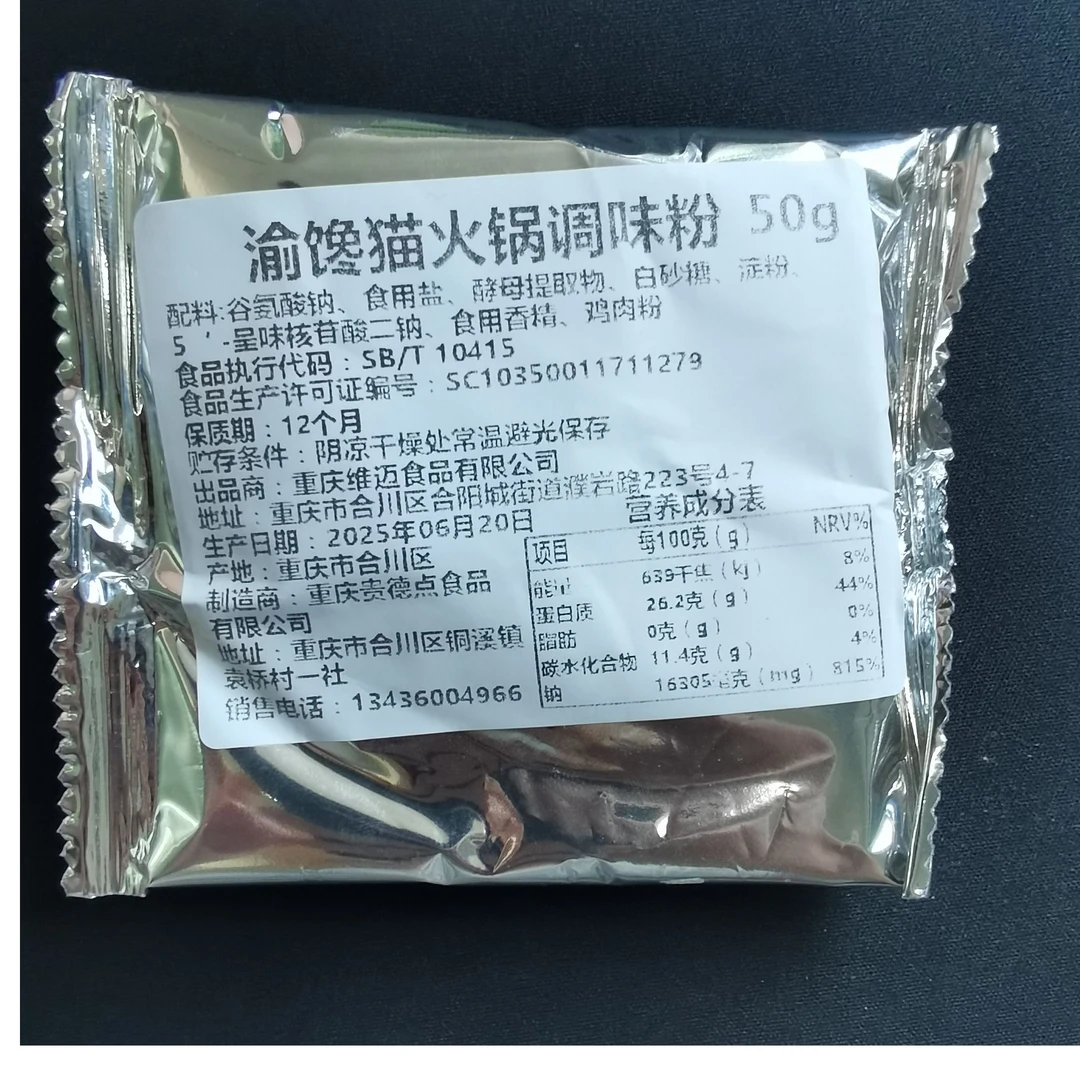 渝馋猫火锅调味粉 50g
配料:谷氨酸钠、食用盐、酵母提取物、白砂糖、淀粉、
5＇-呈味核苷酸二钠、食用香精、鸡肉粉
食品执行代码：SB/T 10415
食品生产许可证编号：SC10350011711279
保质期：12个月
贮存条件：阴凉干燥处常温避光保存
出品商：重庆维迈食品有限公司
地址：重庆市合川区合阳城街道濮岩路223号4-7
生产日期：2025年06月20日
产地：重庆市合川区
制造商：重庆贵德点食品
有限公司
地址：重庆市合川区铜溪镇
袁桥村一社
销售电话：13436004966
营养成分表
项目 每100克（g） NRV%
能量 639千焦（kj） 8%
蛋白质 26.2克（g） 44%
脂肪 0克（g） 0%
碳水化合物 11.4克（g） 4%
钠 16305毫克（mg） 815%